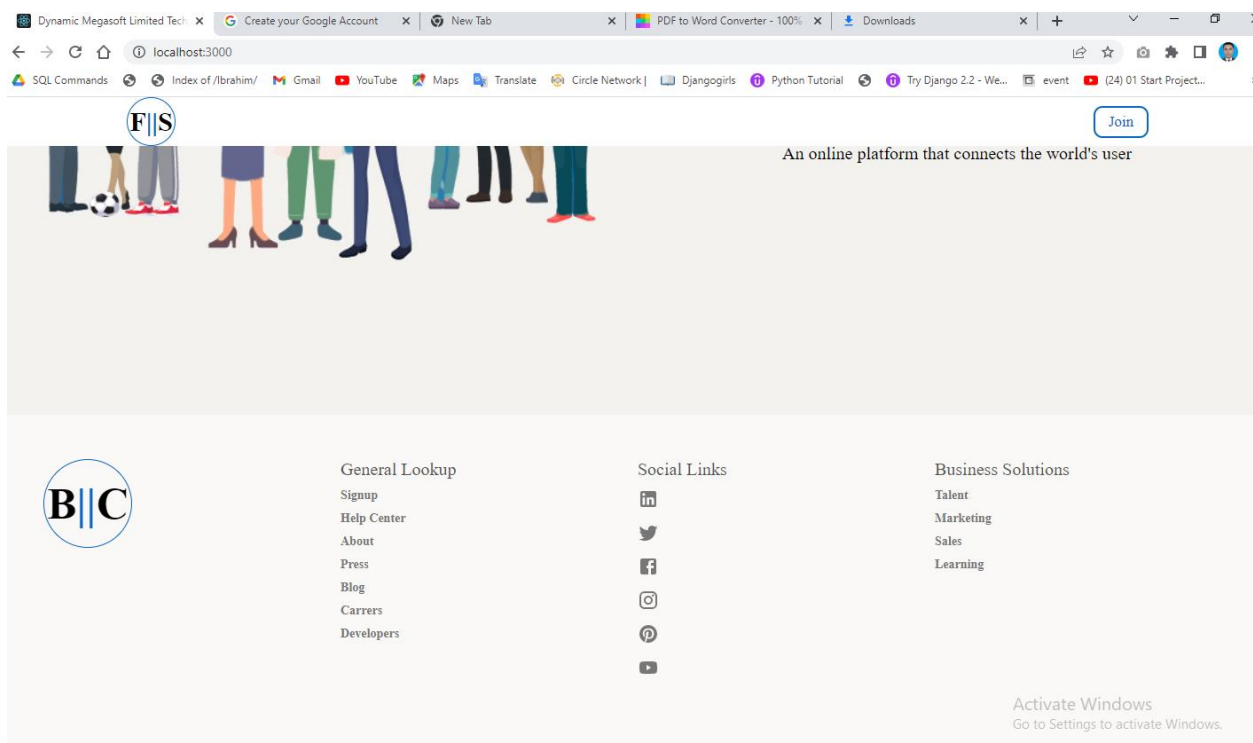 Dynamic Megasoft Limited Tech
Create your Google Account
New Tab
PDF to Word Converter - 100%
Downloads
localhost:3000
SQL Commands
Index of /Ibrahim/
Gmail
YouTube
Maps
Translate
Circle Network |
Djangogirls
Python Tutorial
Try Django 2.2 - We...
event
(24) 01 Start Project...
F||S
Join
An online platform that connects the world's user
B||C
General Lookup
Signup
Help Center
About
Press
Blog
Carrers
Developers
Social Links
Business Solutions
Talent
Marketing
Sales
Learning
Activate Windows
Go to Settings to activate Windows.